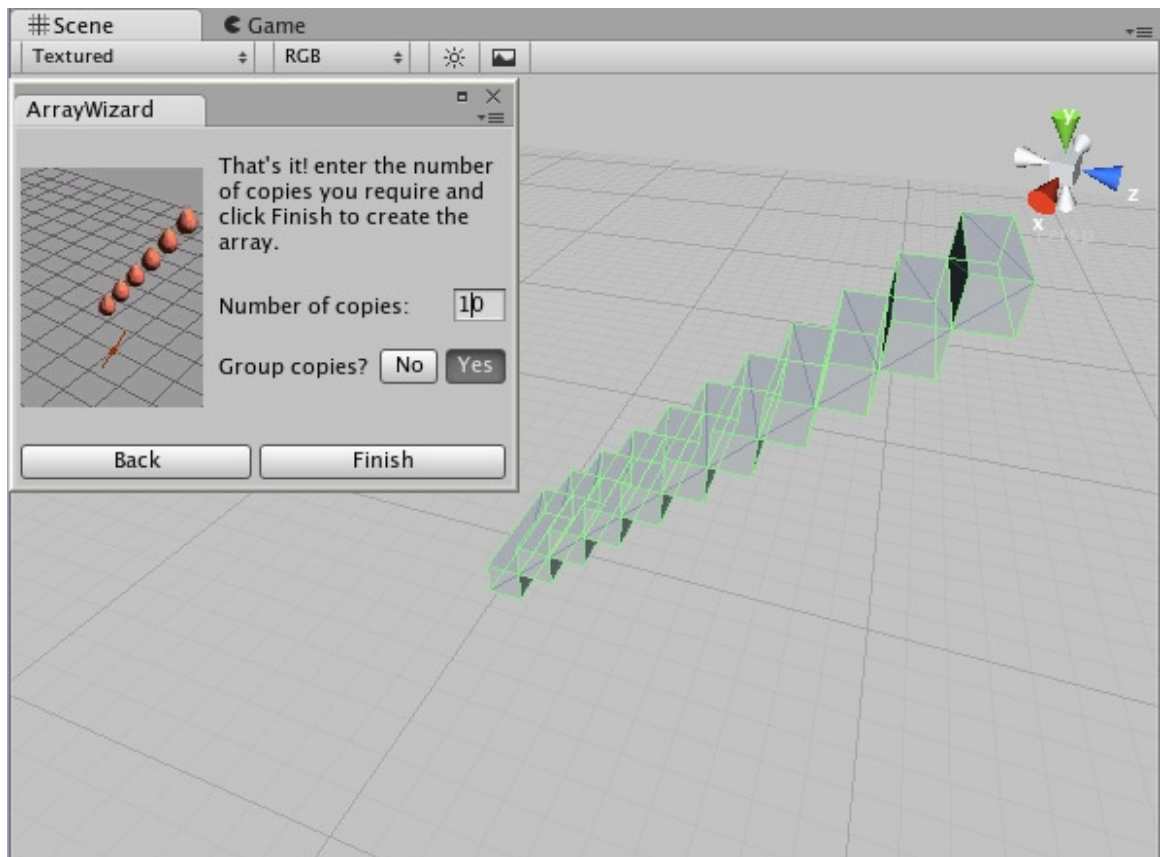 Scene
Game
Textured
RGB
ArrayWizard
That's it! enter the number
of copies you require and
click Finish to create the
array.
Number of copies: 10
Group copies? No Yes
Back
Finish
y
z
x
Persp